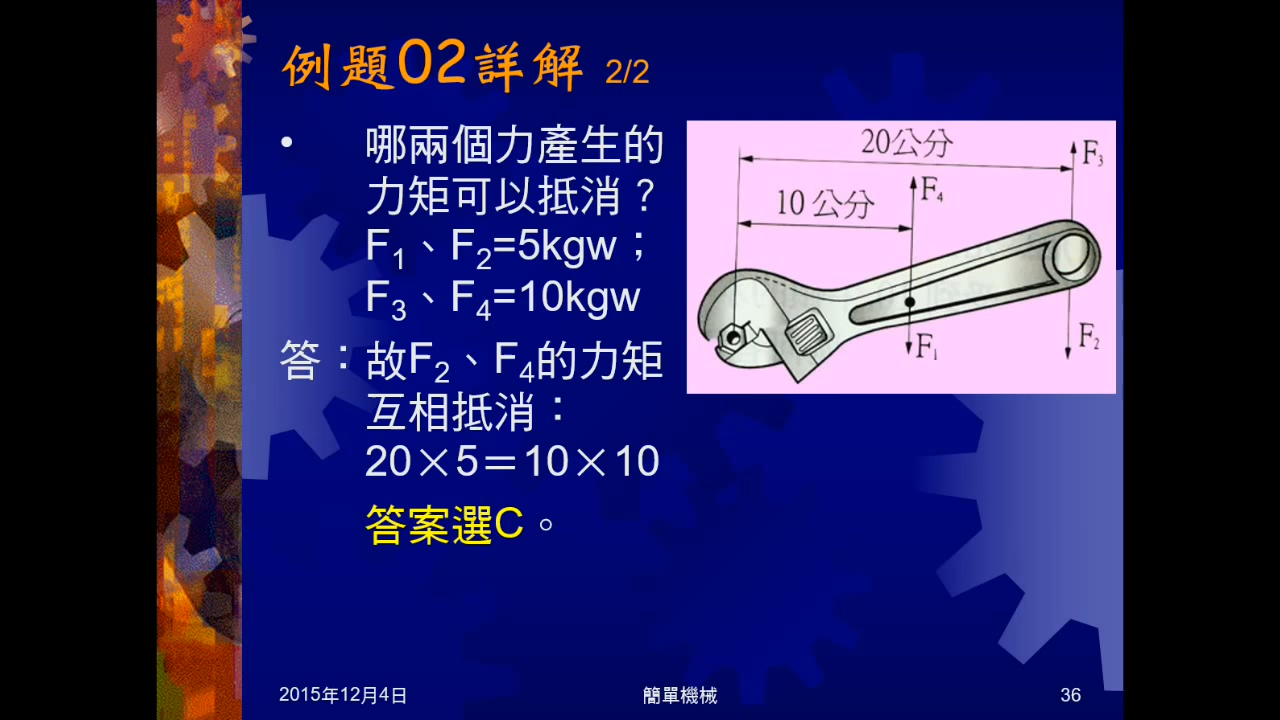 例題02詳解 2/2
• 哪兩個力產生的
力矩可以抵消？
F₁、F₂=5kgw；
F₃、F₄=10kgw
答：故F₂、F₄的力矩
互相抵消：
20×5＝10×10
答案選C。
20公分
F₃
F₄
10公分
F₁
F₂
2015年12月4日
簡單機械
36